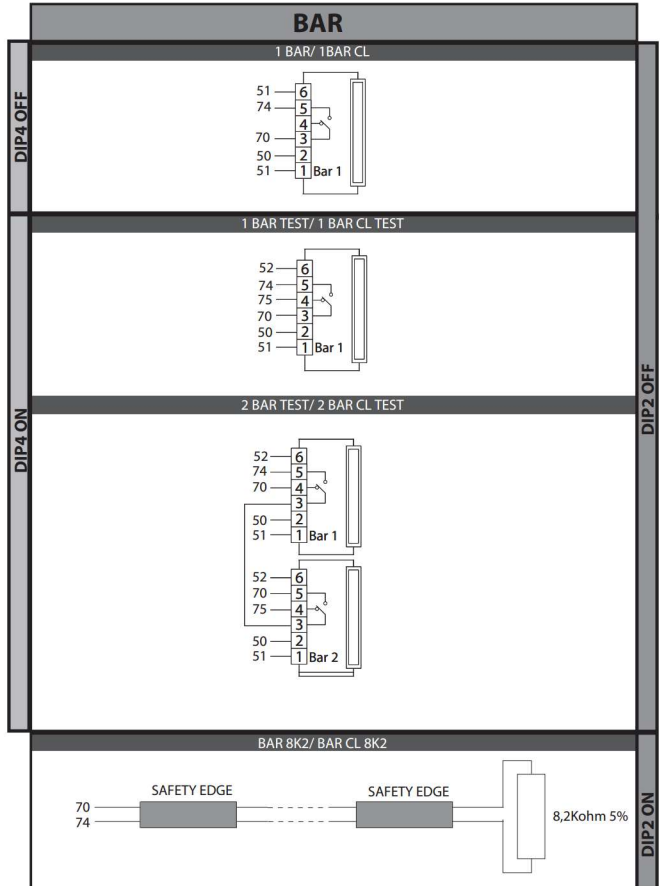 BAR
1 BAR/ 1BAR CL
DIP4 OFF
DIP2 OFF
51 6
74 5
4
70 3
50 2
51 1 Bar 1
1 BAR TEST/ 1 BAR CL TEST
DIP4 ON
52 6
74 5
75 4
70 3
50 2
51 1 Bar 1
2 BAR TEST/ 2 BAR CL TEST
52 6
74 5
70 4
3
50 2
51 1 Bar 1
52 6
70 5
75 4
3
50 2
51 1 Bar 2
BAR 8K2/ BAR CL 8K2
DIP2 ON
SAFETY EDGE SAFETY EDGE
70
74
8,2Kohm 5%